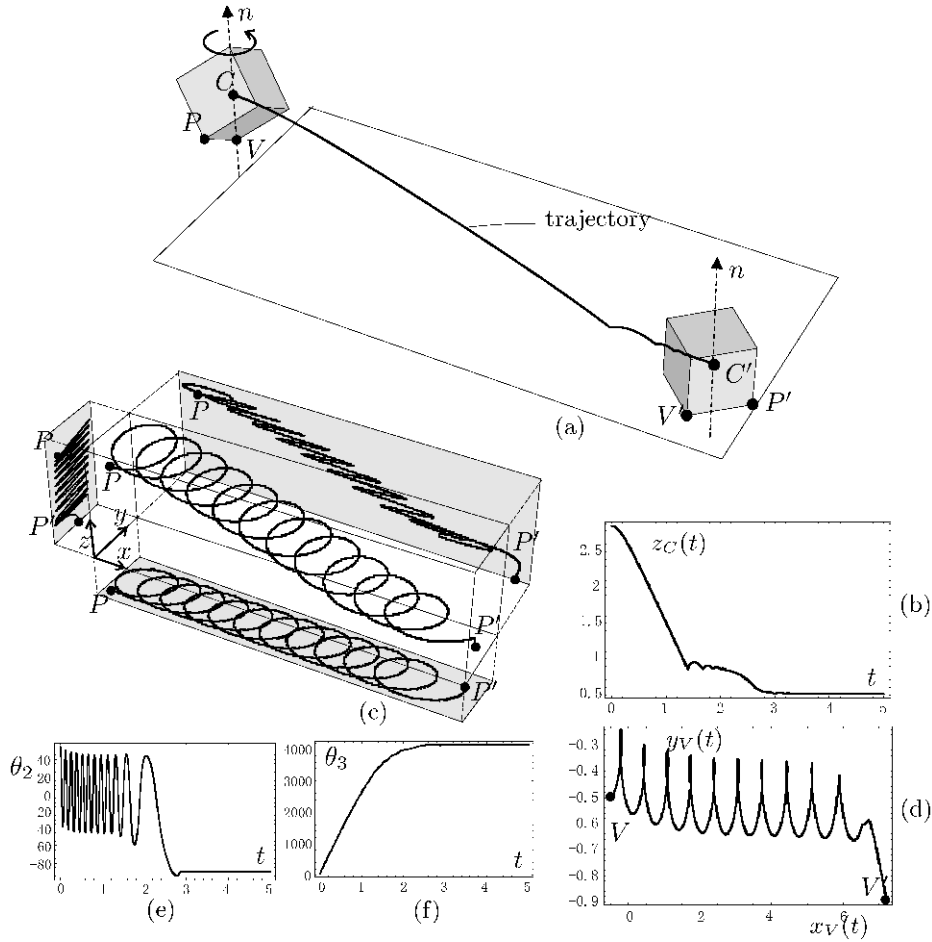 n
C
P
V
trajectory
n
C'
V'
P'
(a)
P
P
P
P'
y
z
x
P'
P
P'
P'
(c)
2.5
z_C(t)
1.5
1
t
0.5
0 1 2 3 4 5
(b)
θ₂
40
20
0
-20
-40
-60
-80
t
0 1 2 3 4 5
(e)
θ₃
4000
3000
2000
1000
0
t
0 1 2 3 4 5
(f)
-0.3
y_V(t)
-0.4
-0.5
V
-0.6
-0.7
-0.8
V'
-0.9
0 2 4 6
x_V(t)
(d)